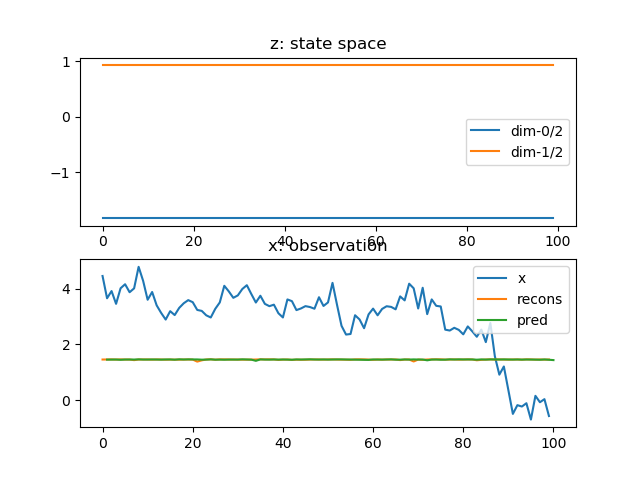 z: state space
1
0
−1
dim-0/2
dim-1/2
0 20 40 60 80 100
x: observation
4
2
0
x
recons
pred
0 20 40 60 80 100